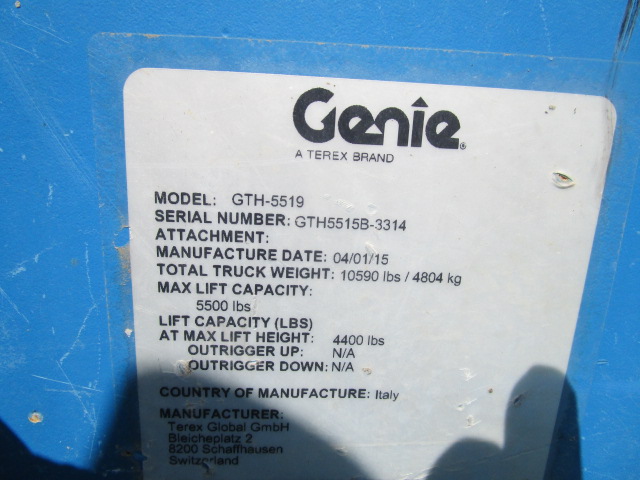 Genie
A TEREX BRAND
MODEL: GTH-5519
SERIAL NUMBER: GTH5515B-3314
ATTACHMENT:
MANUFACTURE DATE: 04/01/15
TOTAL TRUCK WEIGHT: 10590 lbs / 4804 kg
MAX LIFT CAPACITY:
5500 lbs
LIFT CAPACITY (LBS)
AT MAX LIFT HEIGHT: 4400 lbs
OUTRIGGER UP: N/A
OUTRIGGER DOWN: N/A
COUNTRY OF MANUFACTURE: Italy
MANUFACTURER:
Terex Global GmbH
Bleicheplatz 2
8200 Schaffhausen
Switzerland